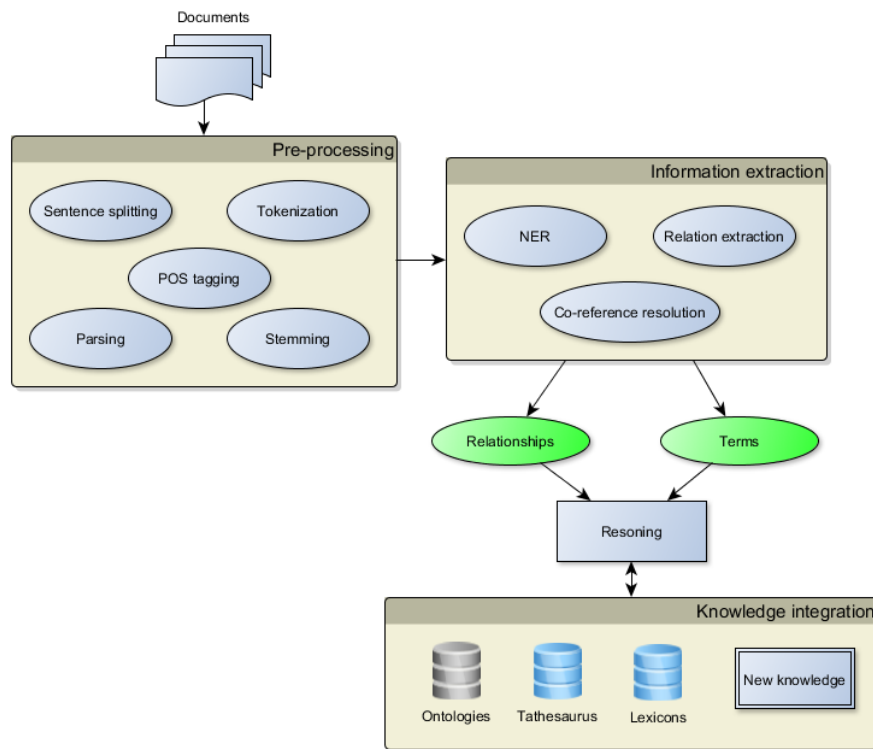 Documents
Pre-processing
Sentence splitting
Tokenization
POS tagging
Parsing
Stemming
Information extraction
NER
Relation extraction
Co-reference resolution
Relationships
Terms
Resoning
Knowledge integration
Ontologies
Tathesaurus
Lexicons
New knowledge